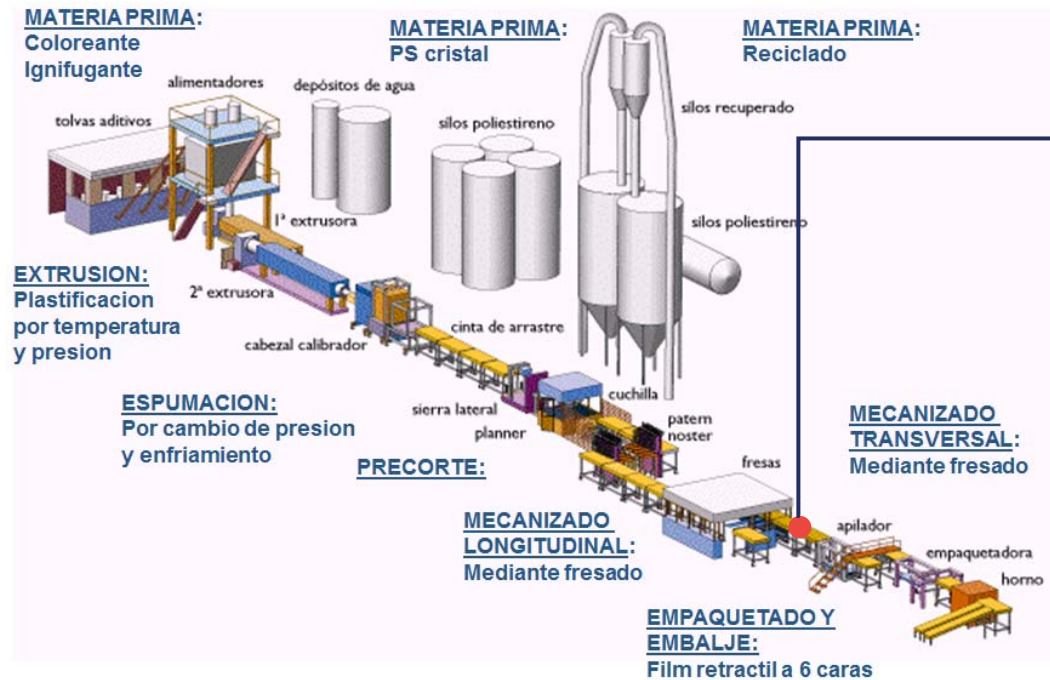 MATERIA PRIMA:
Coloreante
Ignifugante
MATERIA PRIMA:
PS cristal
MATERIA PRIMA:
Reciclado
alimentadores
depósitos de agua
silos recuperado
tolvas aditivos
silos poliestireno
1ª extrusora
silos poliestireno
EXTRUSION:
Plastificacion
por temperatura
y presion
2ª extrusora
cabezal calibrador
cinta de arrastre
ESPUMACION:
Por cambio de presion
y enfriamiento
sierra lateral
cuchilla
planner
patern
noster
PRECORTE:
fresas
MECANIZADO
TRANSVERSAL:
Mediante fresado
MECANIZADO
LONGITUDINAL:
Mediante fresado
apilador
empaquetadora
horno
EMPAQUETADO Y
EMBALJE:
Film retractil a 6 caras